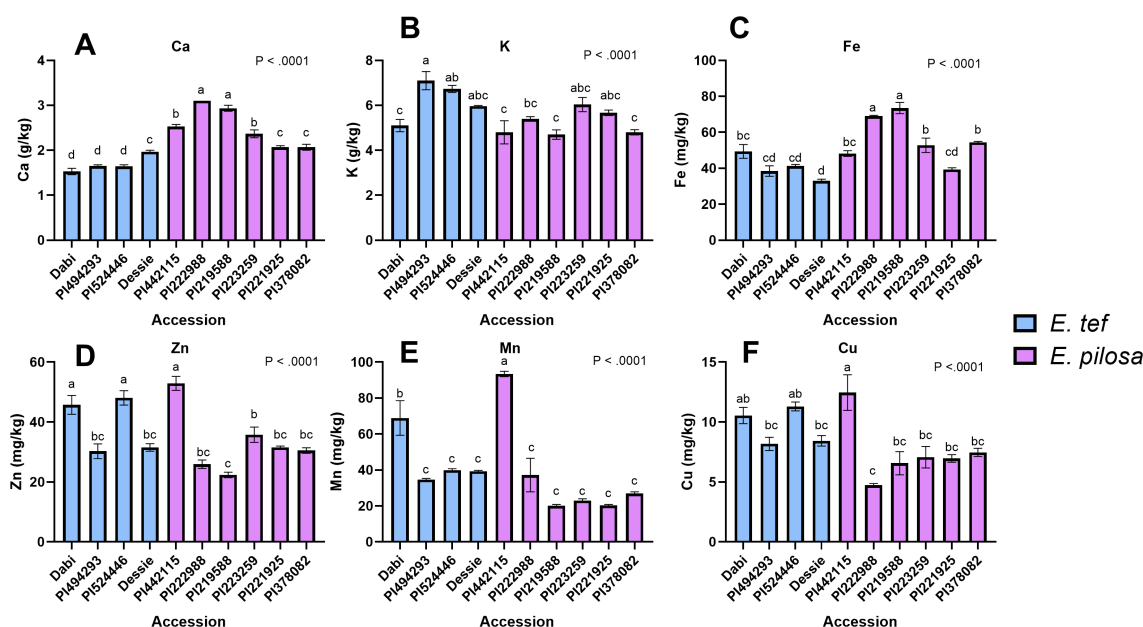 A
Ca
P < .0001
Ca (g/kg)
4
3
2
1
0
d
d
d
c
b
a
a
b
c
c
Dabi
PI494293
PI524446
Dessie
PI442115
PI222988
PI219588
PI223259
PI221925
PI378082
Accession
B
K
P < .0001
K (g/kg)
8
6
4
2
0
c
a
ab
abc
c
bc
c
abc
abc
c
Dabi
PI494293
PI524446
Dessie
PI442115
PI222988
PI219588
PI223259
PI221925
PI378082
Accession
C
Fe
P < .0001
Fe (mg/kg)
100
80
60
40
20
0
bc
cd
cd
d
bc
a
a
b
cd
b
Dabi
PI494293
PI524446
Dessie
PI442115
PI222988
PI219588
PI223259
PI221925
PI378082
Accession
E. tef
E. pilosa
D
Zn
P < .0001
Zn (mg/kg)
60
40
20
0
a
bc
a
bc
a
bc
c
b
bc
bc
Dabi
PI494293
PI524446
Dessie
PI442115
PI222988
PI219588
PI223259
PI221925
PI378082
Accession
E
Mn
P < .0001
Mn (mg/kg)
100
80
60
40
20
0
b
c
c
c
a
c
c
c
c
c
Dabi
PI494293
PI524446
Dessie
PI442115
PI222988
PI219588
PI223259
PI221925
PI378082
Accession
F
Cu
P <.0001
Cu (mg/kg)
15
10
5
0
ab
bc
ab
bc
a
c
bc
bc
bc
bc
Dabi
PI494293
PI524446
Dessie
PI442115
PI222988
PI219588
PI223259
PI221925
PI378082
Accession